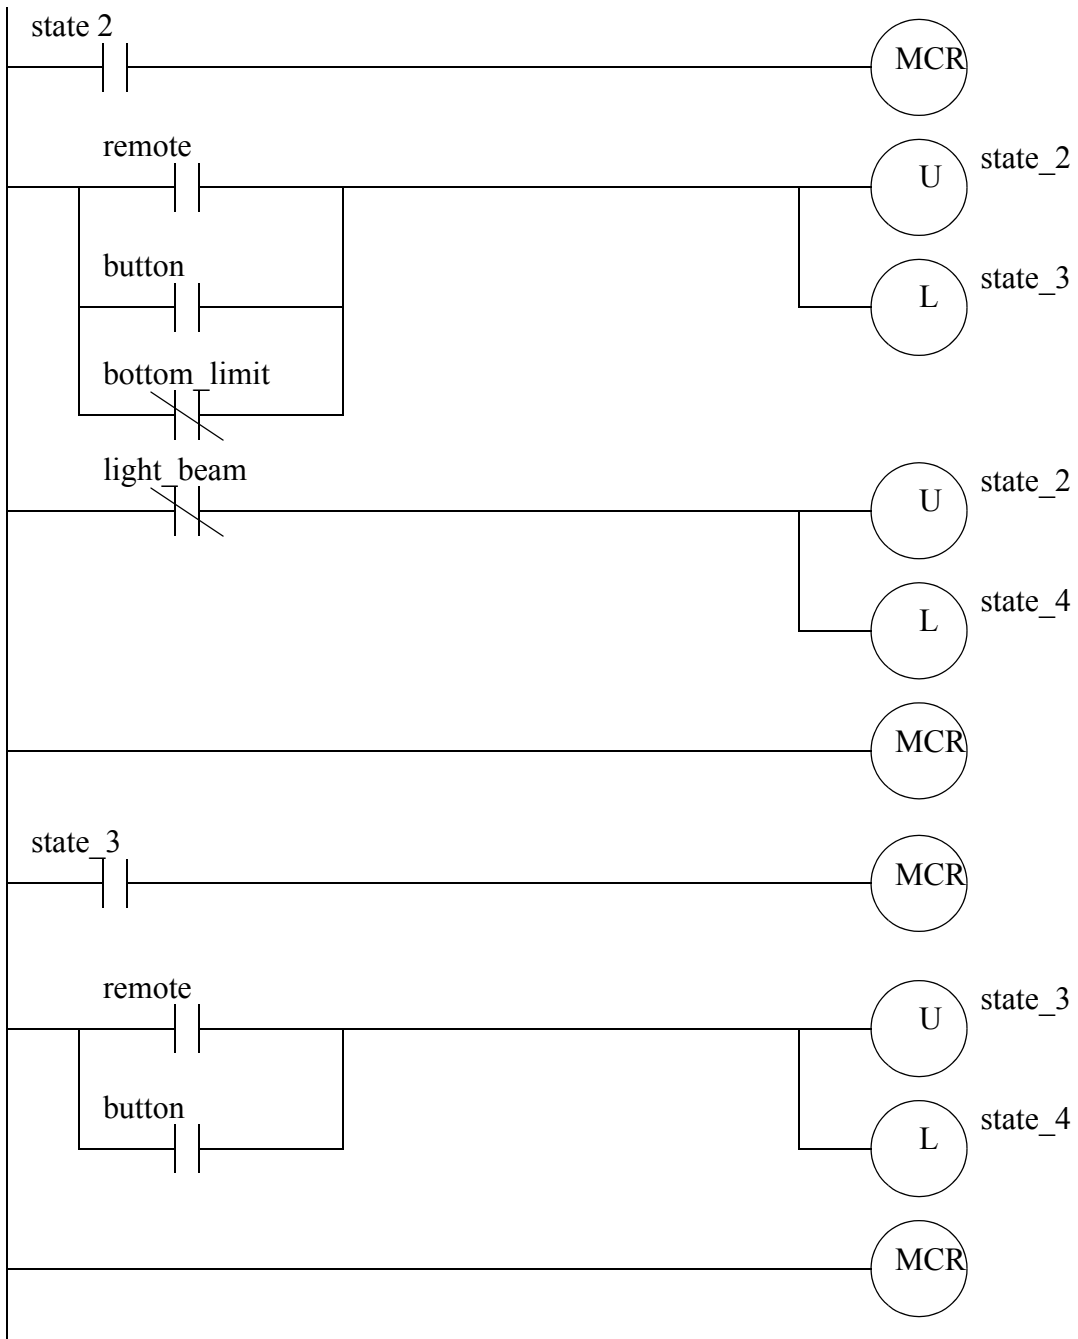 state 2
MCR
remote
U
state_2
button
L
state_3
bottom_limit
light_beam
U
state_2
L
state_4
MCR
state_3
MCR
remote
U
state_3
button
L
state_4
MCR